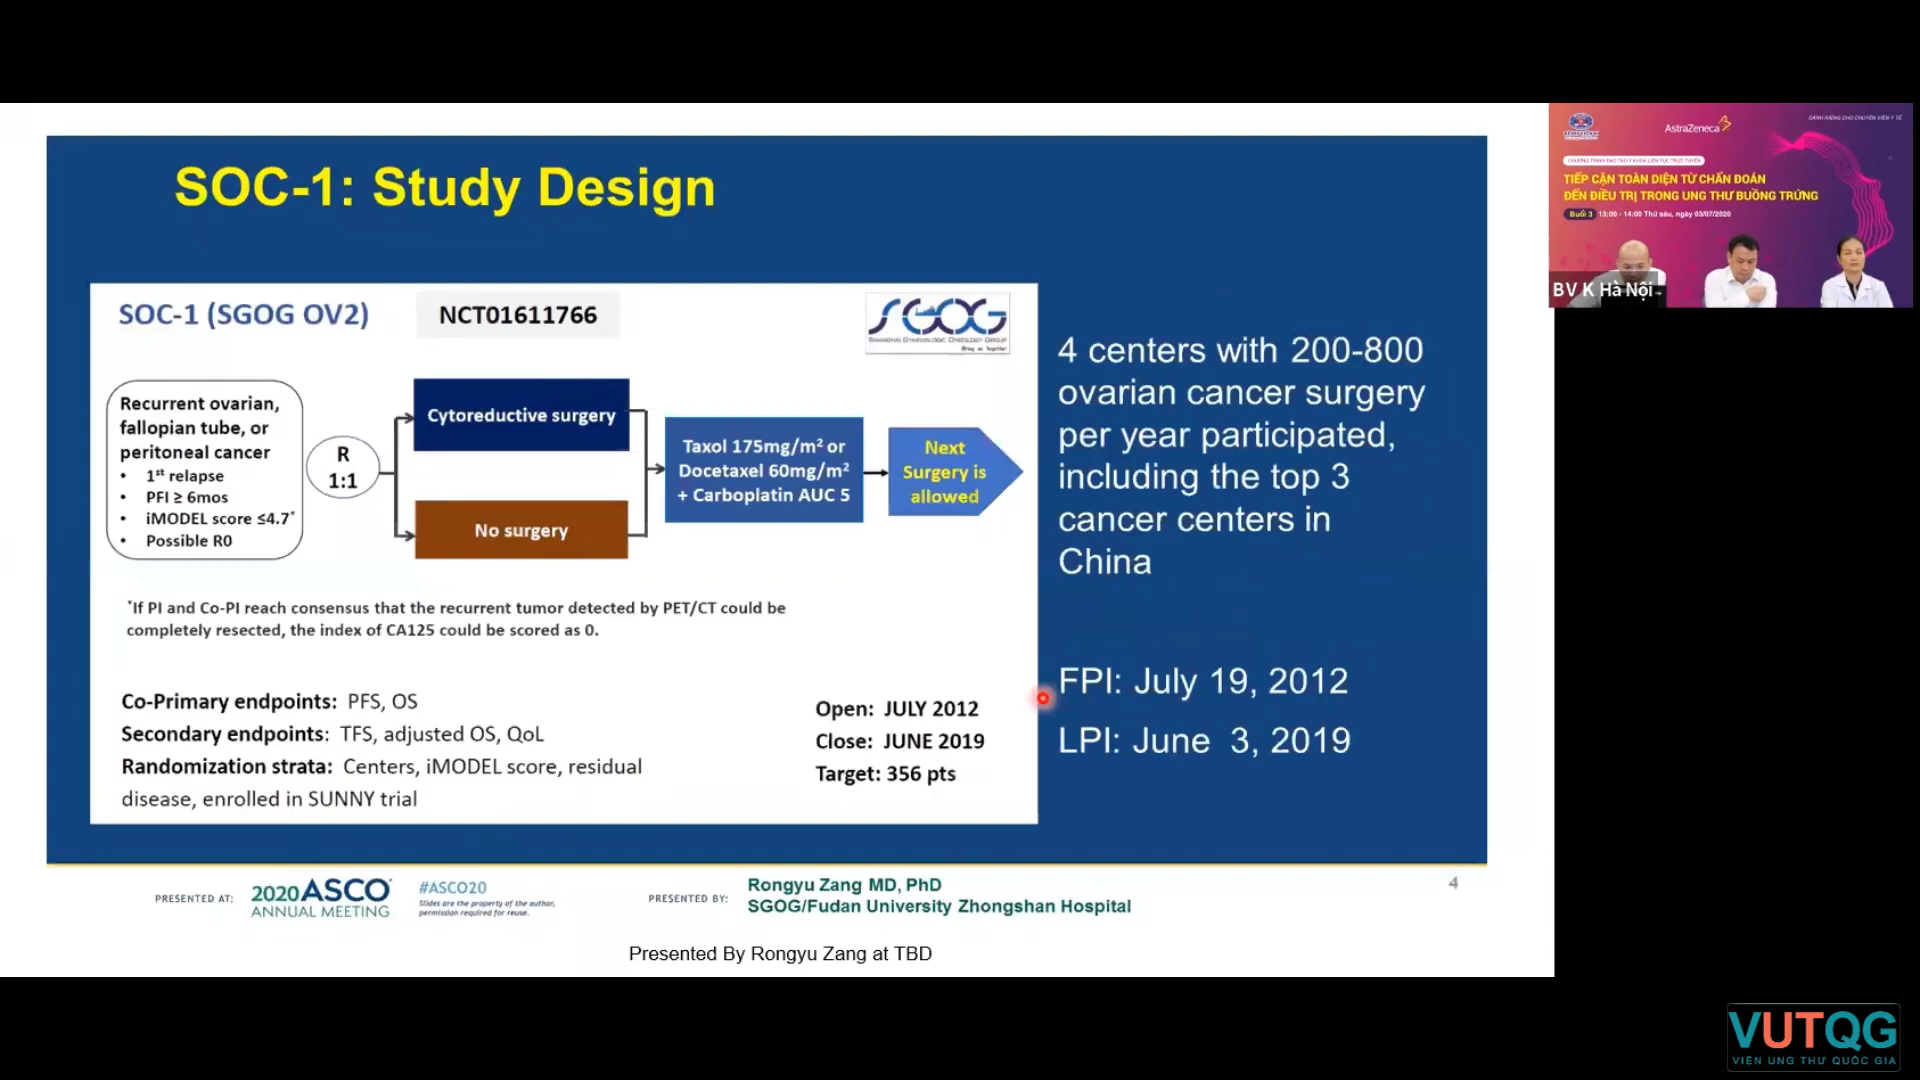 SOC-1: Study Design
SOC-1 (SGOG OV2)
NCT01611766
SGOG
SHANGHAI GYNECOLOGIC ONCOLOGY GROUP
Bring us together
Recurrent ovarian,
fallopian tube, or
peritoneal cancer
• 1st relapse
• PFI ≥ 6mos
• iMODEL score ≤4.7*
• Possible R0
R
1:1
Cytoreductive surgery
No surgery
Taxol 175mg/m² or
Docetaxel 60mg/m²
+ Carboplatin AUC 5
Next
Surgery is
allowed
*If PI and Co-PI reach consensus that the recurrent tumor detected by PET/CT could be
completely resected, the index of CA125 could be scored as 0.
Co-Primary endpoints: PFS, OS
Secondary endpoints: TFS, adjusted OS, QoL
Randomization strata: Centers, iMODEL score, residual
disease, enrolled in SUNNY trial
Open: JULY 2012
Close: JUNE 2019
Target: 356 pts
4 centers with 200-800
ovarian cancer surgery
per year participated,
including the top 3
cancer centers in
China
FPI: July 19, 2012
LPI: June 3, 2019
PRESENTED AT:
2020 ASCO
ANNUAL MEETING
#ASCO20
Slides are the property of the author,
permission required for reuse.
PRESENTED BY:
Rongyu Zang MD, PhD
SGOG/Fudan University Zhongshan Hospital
4
Presented By Rongyu Zang at TBD
AstraZeneca
DÀNH RIÊNG CHO CHUYÊN VIÊN Y TẾ
CHƯƠNG TRÌNH ĐÀO TẠO Y KHOA LIÊN TỤC TRỰC TUYẾN
TIẾP CẬN TOÀN DIỆN TỪ CHẨN ĐOÁN
ĐẾN ĐIỀU TRỊ TRONG UNG THƯ BUỒNG TRỨNG
Buổi 3 13:00 - 14:00 Thứ sáu, ngày 03/07/2020
BV K Hà Nội
VUTQG
VIỆN UNG THƯ QUỐC GIA